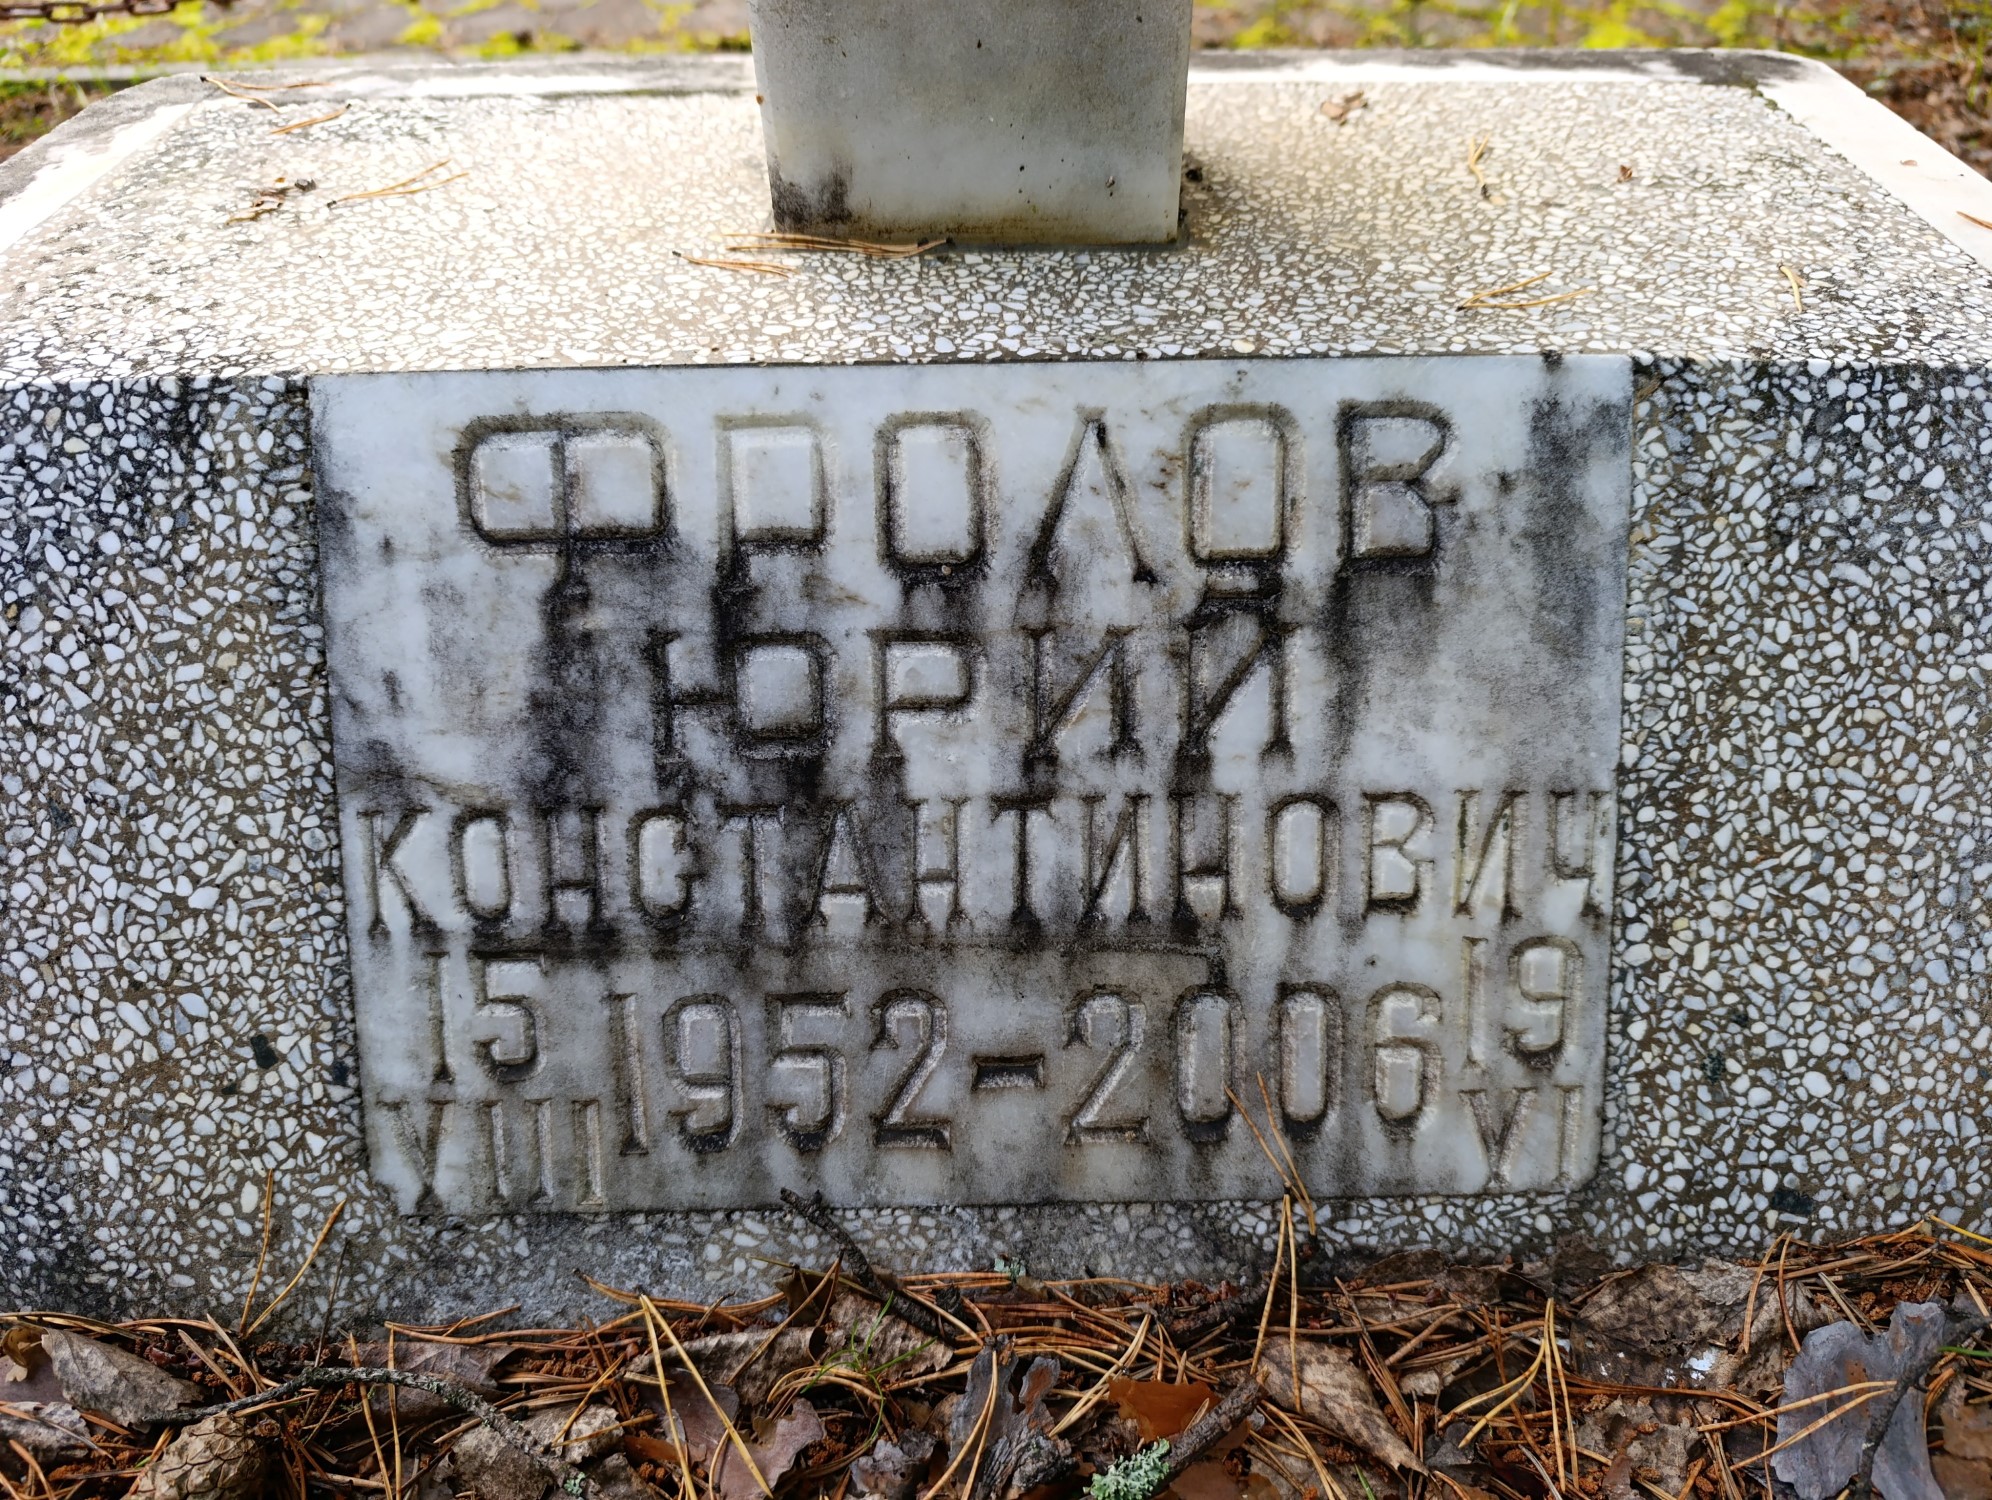 ФРОЛОВ
ЮРИЙ
КОНСТАНТИНОВИЧ
15 VIII 1952-2006 19 VI